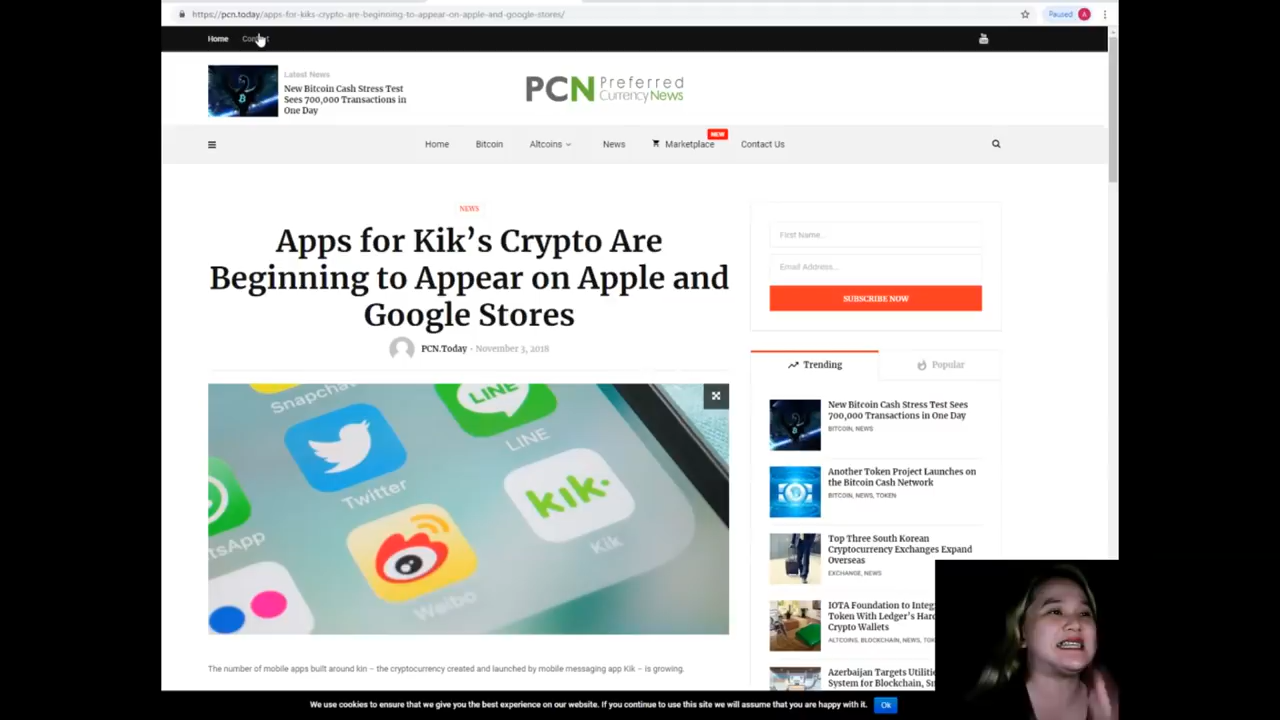 https://pcn.today/apps-for-kiks-crypto-are-beginning-to-appear-on-apple-and-google-stores/
Paused
A
Home
Latest News
New Bitcoin Cash Stress Test
Sees 700,000 Transactions in
One Day
PCN Preferred
Currency News
Home
Bitcoin
Altcoins
News
Marketplace
NEW
Contact Us
NEWS
Apps for Kik's Crypto Are
Beginning to Appear on Apple and
Google Stores
PCN.Today - November 3, 2018
Snapchat
LINE
LINE
Twitter
kik.
Kik
Weibo
The number of mobile apps built around kin – the cryptocurrency created and launched by mobile messaging app Kik – is growing.
First Name...
Email Address...
SUBSCRIBE NOW
Trending
Popular
New Bitcoin Cash Stress Test Sees
700,000 Transactions in One Day
BITCOIN, NEWS
Another Token Project Launches on
the Bitcoin Cash Network
BITCOIN, NEWS, TOKEN
Top Three South Korean
Cryptocurrency Exchanges Expand
Overseas
EXCHANGE, NEWS
IOTA Foundation to
Token With Ledger's
Crypto Wallets
ALTCOINS, BLOCKCHAIN, NEWS,
Azerbaijan Targets
System for Blockchain,
We use cookies to ensure that we give you the best experience on our website. If you continue to use this site we will assume that you are happy with it.
Ok